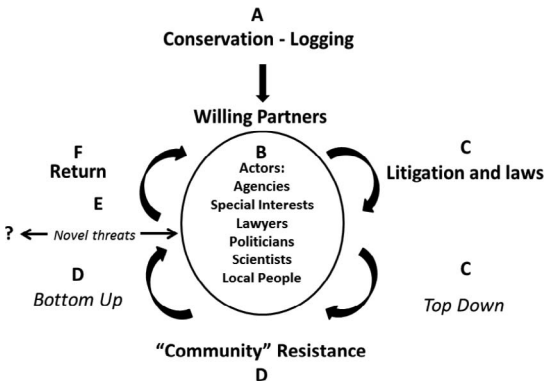 A
Conservation - Logging
Willing Partners
F
Return
B
Actors:
Agencies
Special Interests
Lawyers
Politicians
Scientists
Local People
C
Litigation and laws
E
? Novel threats
D
Bottom Up
C
Top Down
“Community” Resistance
D